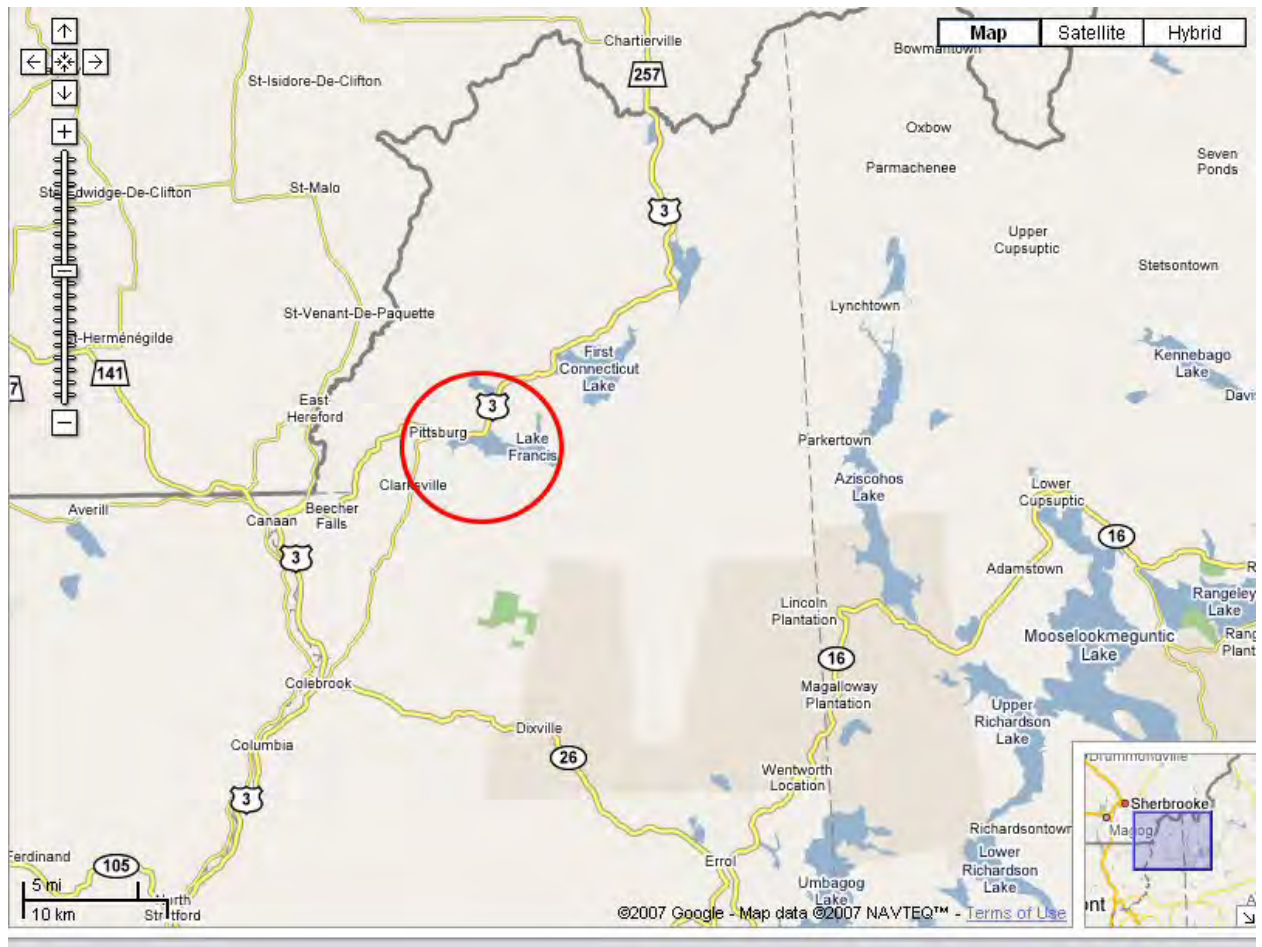 Chartierville
Map
Satellite
Hybrid
Bowmantown
257
St-Isidore-De-Clifton
Oxbow
Parmachenee
Seven
Ponds
St-Malo
3
Upper
Cupsuptic
Stetsontown
St-Venant-De-Paquette
Lynchtown
First
Connecticut
Lake
Kennebago
Lake
141
East
Hereford
3
Pittsburg
Lake
Francis
Parkertown
Aziscohos
Lake
Clarksville
Lower
Cupsuptic
Averill
Canaan
Beecher
Falls
16
3
Adamstown
Lincoln
Plantation
Rangeley
Lake
Mooselookmeguntic
Lake
16
Colebrook
Magalloway
Plantation
Upper
Richardson
Lake
Dixville
Columbia
26
Wentworth
Location
Sherbrooke
Magog
3
Richardsontown
Lower
Richardson
Lake
105
Errol
Umbagog
Lake
5 mi
10 km
©2007 Google - Map data ©2007 NAVTEQ™ - Terms of Use